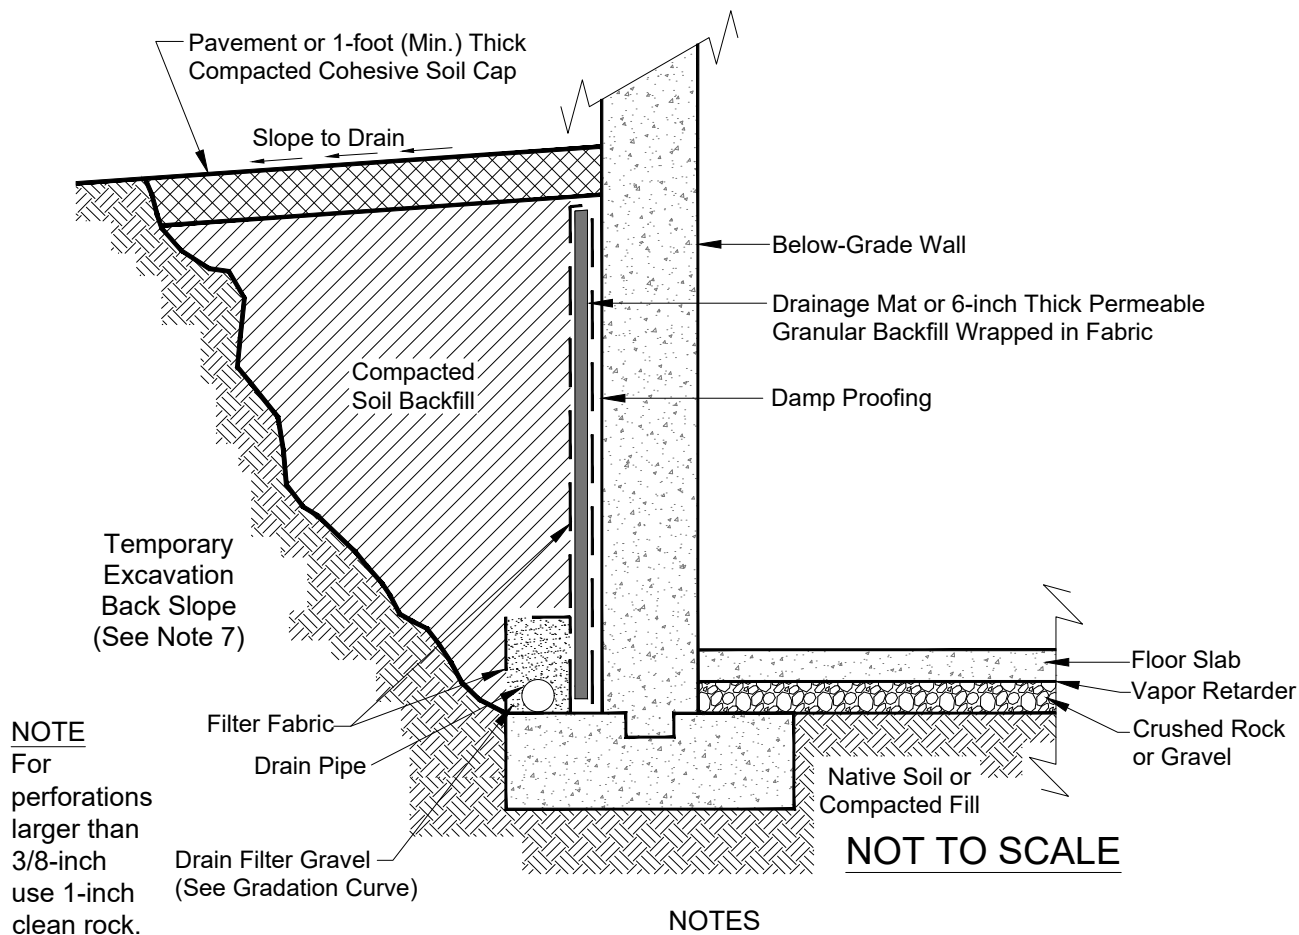 Pavement or 1-foot (Min.) Thick
Compacted Cohesive Soil Cap
Slope to Drain
Below-Grade Wall
Drainage Mat or 6-inch Thick Permeable
Granular Backfill Wrapped in Fabric
Compacted
Soil Backfill
Damp Proofing
Temporary
Excavation
Back Slope
(See Note 7)
Floor Slab
Vapor Retarder
Crushed Rock
or Gravel
Filter Fabric
Drain Pipe
Native Soil or
Compacted Fill
NOTE
For
perforations
larger than
3/8-inch
use 1-inch
clean rock.
Drain Filter Gravel
(See Gradation Curve)
NOT TO SCALE
NOTES